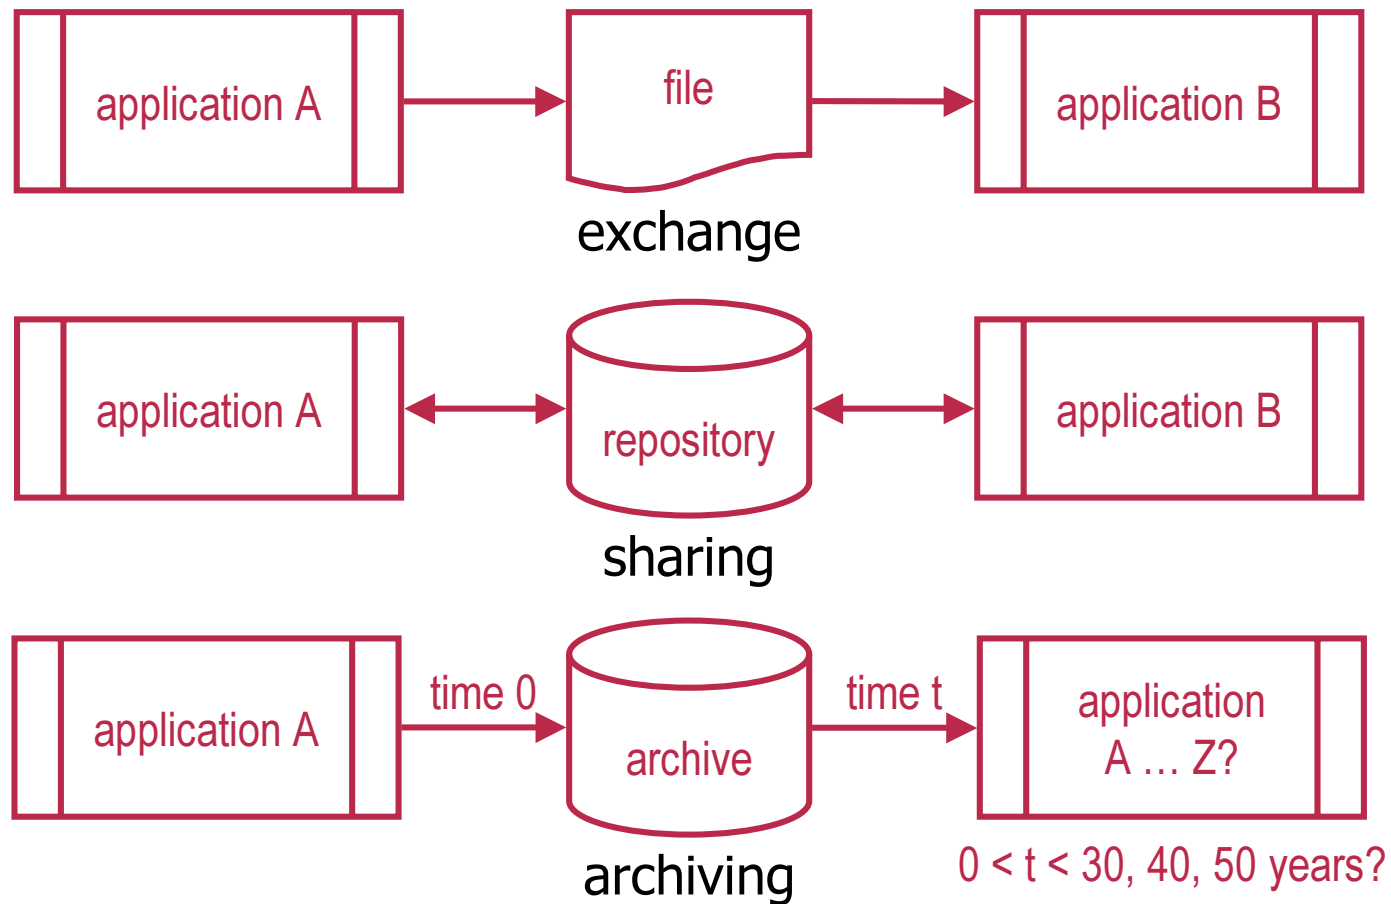 application A
file
application B
exchange
application A
repository
application B
sharing
time 0
time t
application A
archive
application
A … Z?
archiving
0 < t < 30, 40, 50 years?